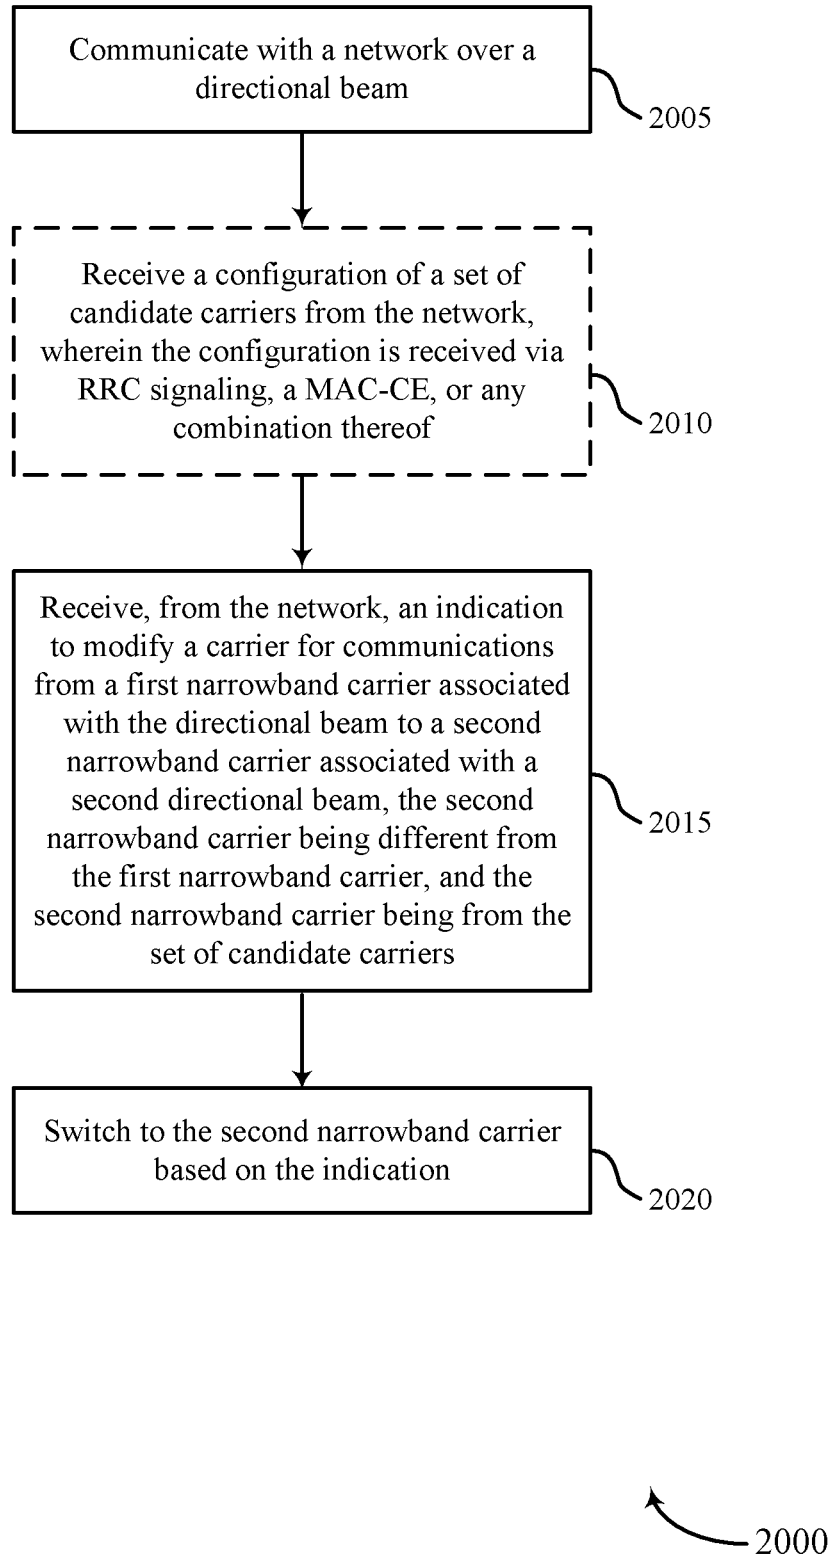 Communicate with a network over a
directional beam
2005
Receive a configuration of a set of
candidate carriers from the network,
wherein the configuration is received via
RRC signaling, a MAC-CE, or any
combination thereof
2010
Receive, from the network, an indication
to modify a carrier for communications
from a first narrowband carrier associated
with the directional beam to a second
narrowband carrier associated with a
second directional beam, the second
narrowband carrier being different from
the first narrowband carrier, and the
second narrowband carrier being from the
set of candidate carriers
2015
Switch to the second narrowband carrier
based on the indication
2020
2000